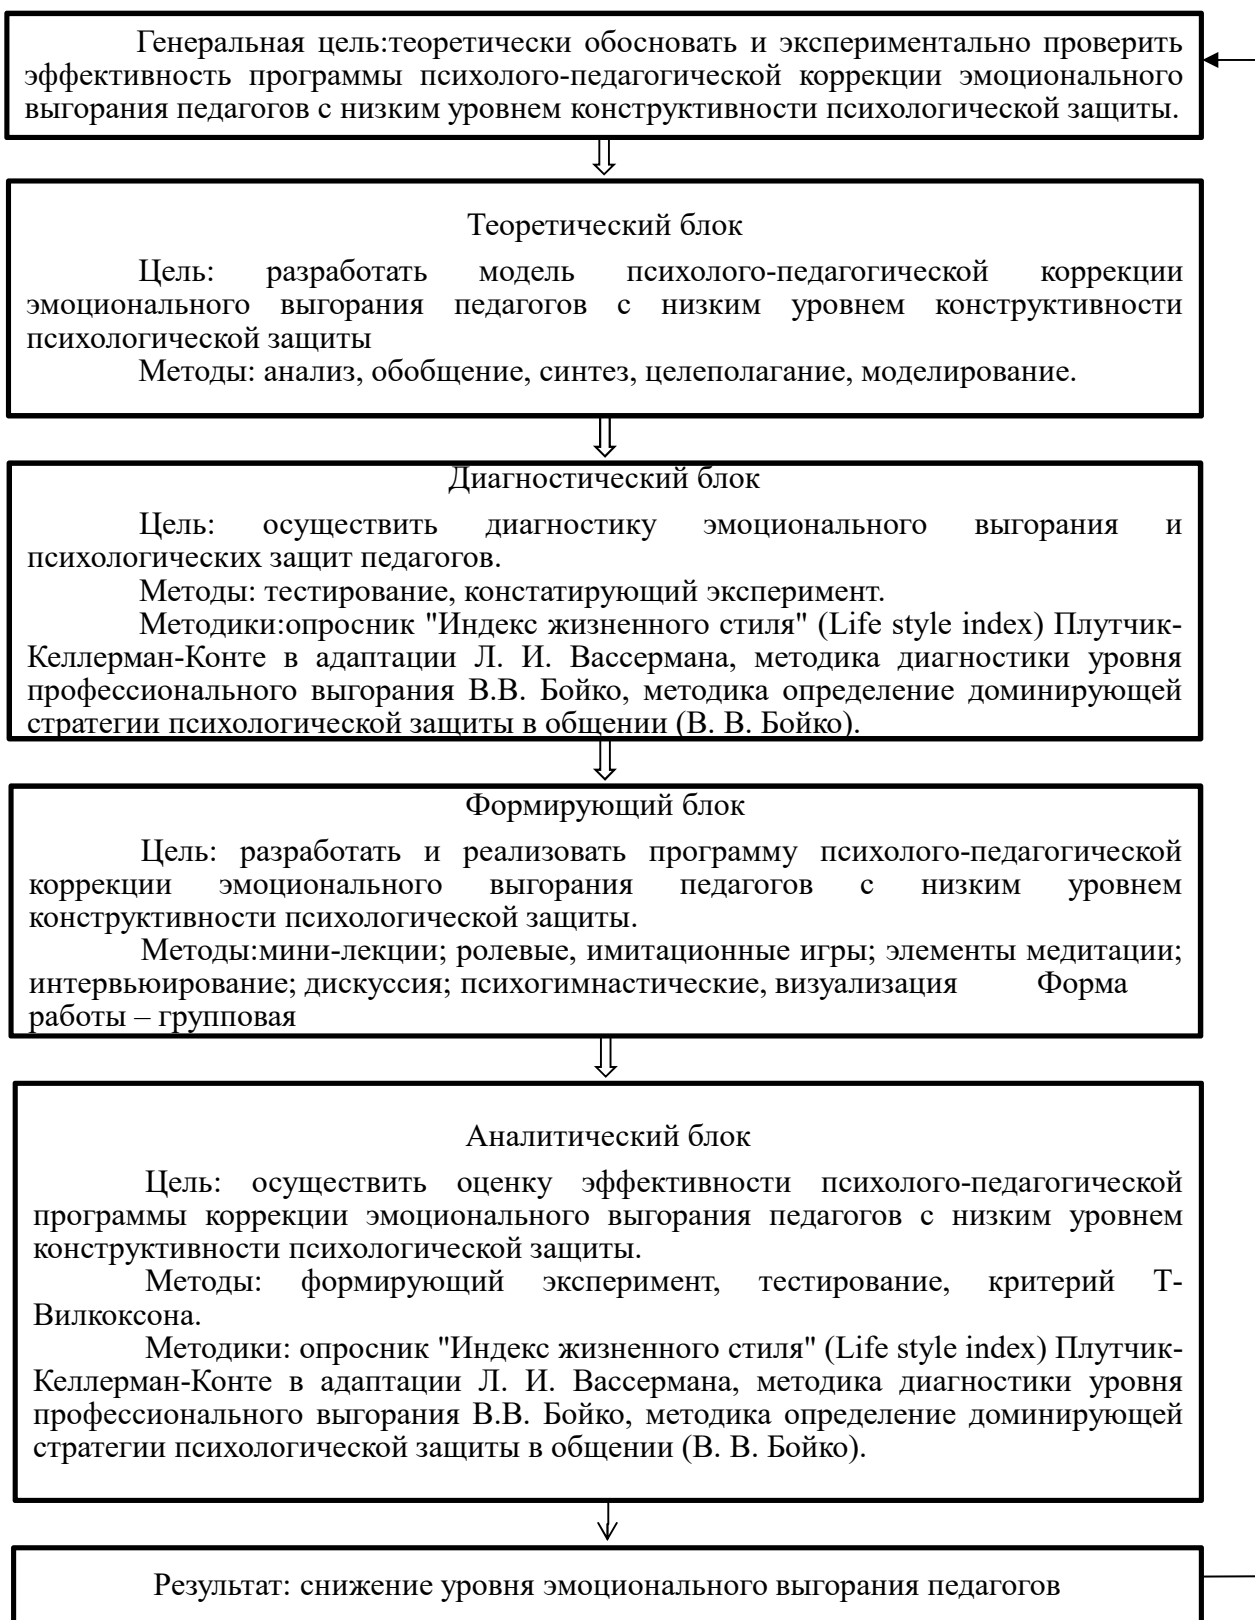 Генеральная цель:теоретически обосновать и экспериментально проверить
эффективность программы психолого-педагогической коррекции эмоционального
выгорания педагогов с низким уровнем конструктивности психологической защиты.
Теоретический блок
Цель: разработать модель психолого-педагогической коррекции
эмоционального выгорания педагогов с низким уровнем конструктивности
психологической защиты
Методы: анализ, обобщение, синтез, целеполагание, моделирование.
Диагностический блок
Цель: осуществить диагностику эмоционального выгорания и
психологических защит педагогов.
Методы: тестирование, констатирующий эксперимент.
Методики:опросник "Индекс жизненного стиля" (Life style index) Плутчик-
Келлерман-Конте в адаптации Л. И. Вассермана, методика диагностики уровня
профессионального выгорания В.В. Бойко, методика определение доминирующей
стратегии психологической защиты в общении (В. В. Бойко).
Формирующий блок
Цель: разработать и реализовать программу психолого-педагогической
коррекции эмоционального выгорания педагогов с низким уровнем
конструктивности психологической защиты.
Методы:мини-лекции; ролевые, имитационные игры; элементы медитации;
интервьюирование; дискуссия; психогимнастические, визуализация Форма
работы – групповая
Аналитический блок
Цель: осуществить оценку эффективности психолого-педагогической
программы коррекции эмоционального выгорания педагогов с низким уровнем
конструктивности психологической защиты.
Методы: формирующий эксперимент, тестирование, критерий Т-
Вилкоксона.
Методики: опросник "Индекс жизненного стиля" (Life style index) Плутчик-
Келлерман-Конте в адаптации Л. И. Вассермана, методика диагностики уровня
профессионального выгорания В.В. Бойко, методика определение доминирующей
стратегии психологической защиты в общении (В. В. Бойко).
Результат: снижение уровня эмоционального выгорания педагогов